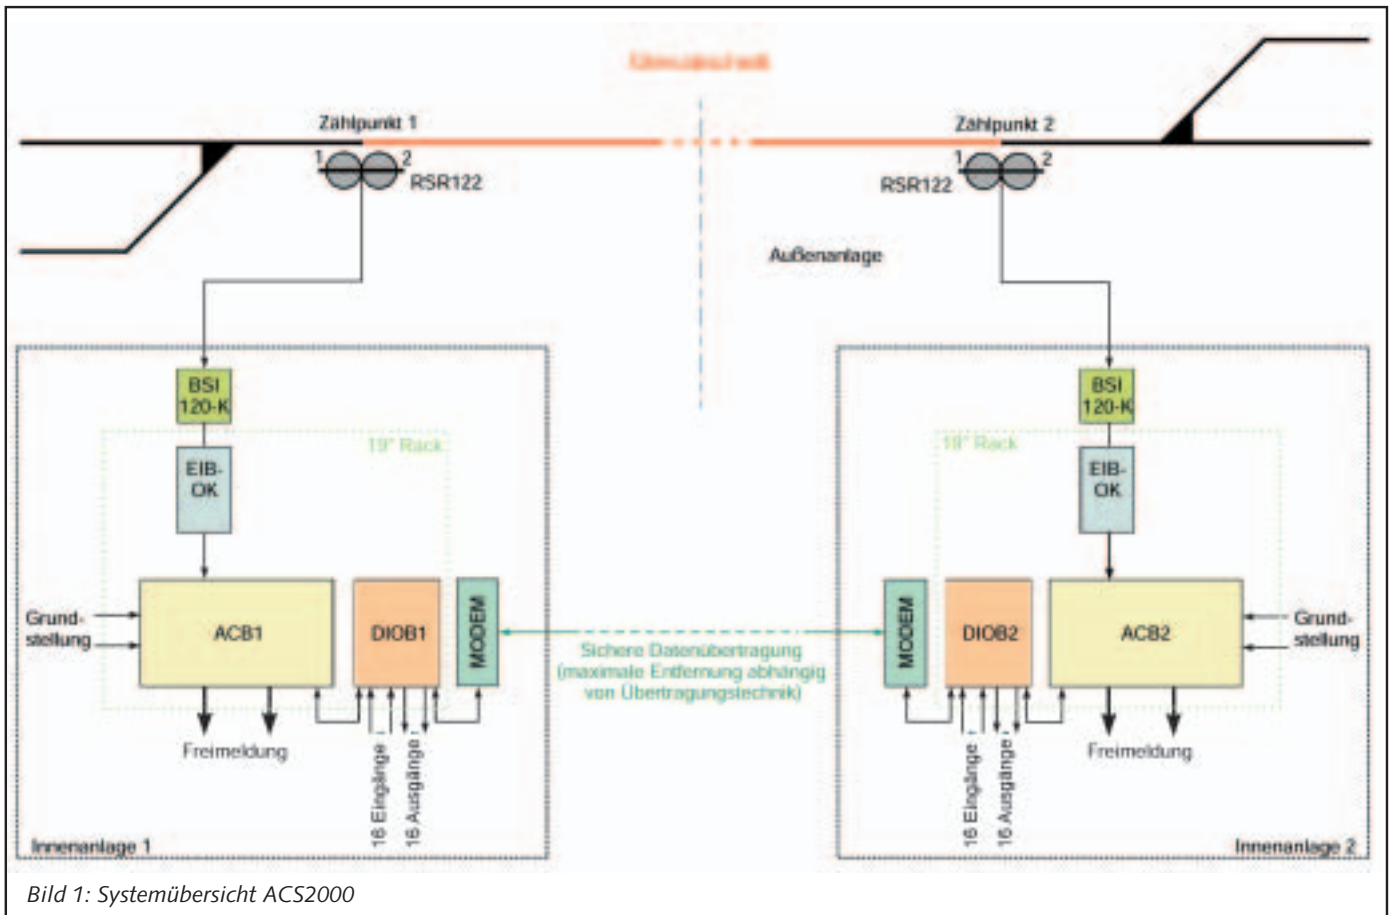 Zählpunkt 1
Zählpunkt 2
1
2
RSR122
1
2
RSR122
Außenanlage
BSI
120-K
BSI
120-K
19" Rack
19" Rack
EIB-
OK
EIB-
OK
Grund-
stellung
ACB1
DIOB1
MODEM
Sichere Datenübertragung
(maximale Entfernung abhängig
von Übertragungstechnik)
MODEM
DIOB2
ACB2
Grund-
stellung
Freimeldung
16 Eingänge
16 Ausgänge
16 Eingänge
16 Ausgänge
Freimeldung
Innenanlage 1
Innenanlage 2
Bild 1: Systemübersicht ACS2000